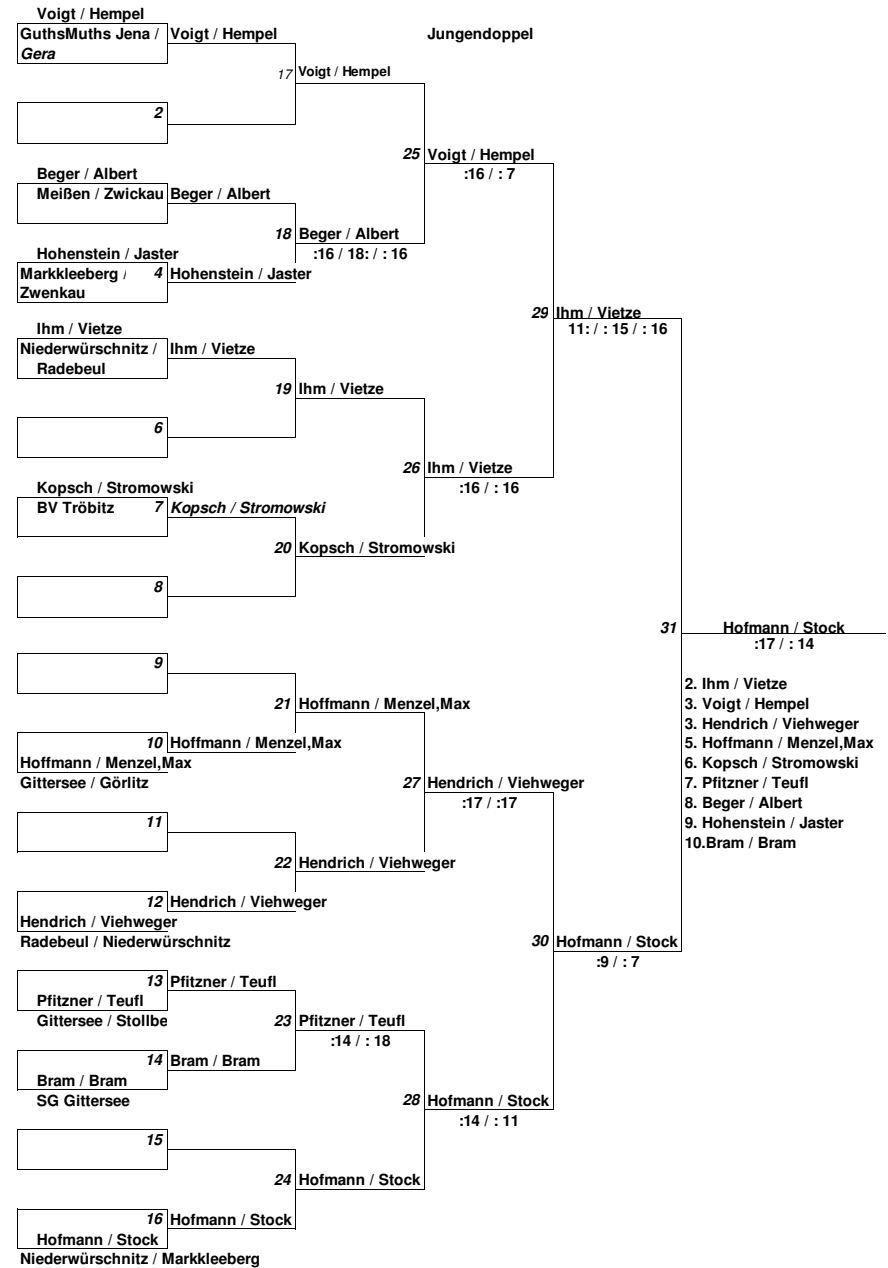 Voigt / Hempel
GuthsMuths Jena / Voigt / Hempel Jungendoppel
Gera
17 Voigt / Hempel
2
25 Voigt / Hempel
:16 / : 7
Beger / Albert
Meißen / Zwickau Beger / Albert
18 Beger / Albert
:16 / 18: / : 16
Hohenstein / Jaster
Markkleeberg / 4 Hohenstein / Jaster
Zwenkau
29 Ihm / Vietze
11: / : 15 / : 16
Ihm / Vietze
Niederwürschnitz / Ihm / Vietze
Radebeul
19 Ihm / Vietze
6
26 Ihm / Vietze
:16 / : 16
Kopsch / Stromowski
BV Tröbitz 7 Kopsch / Stromowski
20 Kopsch / Stromowski
8
31 Hofmann / Stock
:17 / : 14
9
2. Ihm / Vietze
21 Hoffmann / Menzel,Max
3. Voigt / Hempel
3. Hendrich / Viehweger
10 Hoffmann / Menzel,Max
5. Hoffmann / Menzel,Max
Hoffmann / Menzel,Max
6. Kopsch / Stromowski
Gittersee / Görlitz
27 Hendrich / Viehweger
:17 / :17
7. Pfitzner / Teufl
8. Beger / Albert
11
9. Hohenstein / Jaster
10.Bram / Bram
22 Hendrich / Viehweger
12 Hendrich / Viehweger
Hendrich / Viehweger
Radebeul / Niederwürschnitz
30 Hofmann / Stock
:9 / : 7
13 Pfitzner / Teufl
Pfitzner / Teufl
Gittersee / Stollbe
23 Pfitzner / Teufl
:14 / : 18
14 Bram / Bram
Bram / Bram
SG Gittersee
28 Hofmann / Stock
:14 / : 11
15
24 Hofmann / Stock
16 Hofmann / Stock
Hofmann / Stock
Niederwürschnitz / Markkleeberg